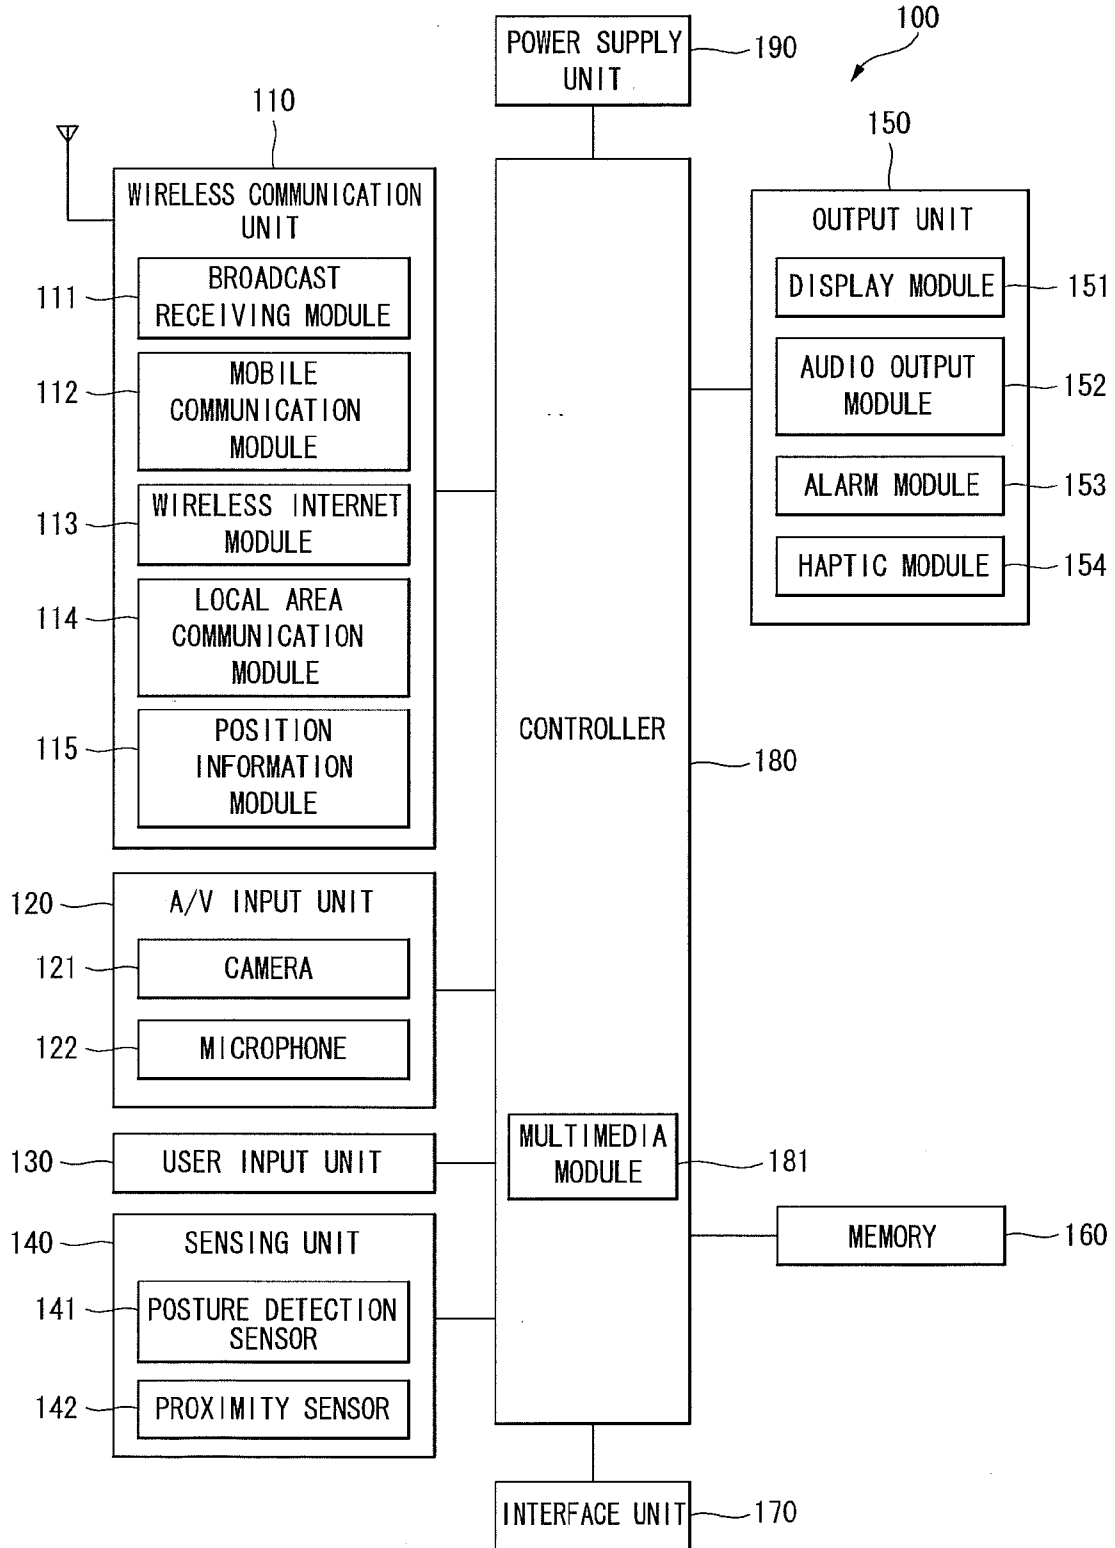 100
POWER SUPPLY
UNIT
190
110
WIRELESS COMMUNICATION
UNIT
111
BROADCAST
RECEIVING MODULE
112
MOBILE
COMMUNICATION
MODULE
113
WIRELESS INTERNET
MODULE
114
LOCAL AREA
COMMUNICATION
MODULE
115
POSITION
INFORMATION
MODULE
120
A/V INPUT UNIT
121
CAMERA
122
MICROPHONE
130
USER INPUT UNIT
140
SENSING UNIT
141
POSTURE DETECTION
SENSOR
142
PROXIMITY SENSOR
CONTROLLER
180
MULTIMEDIA
MODULE
181
150
OUTPUT UNIT
DISPLAY MODULE
151
AUDIO OUTPUT
MODULE
152
ALARM MODULE
153
HAPTIC MODULE
154
MEMORY
160
INTERFACE UNIT
170